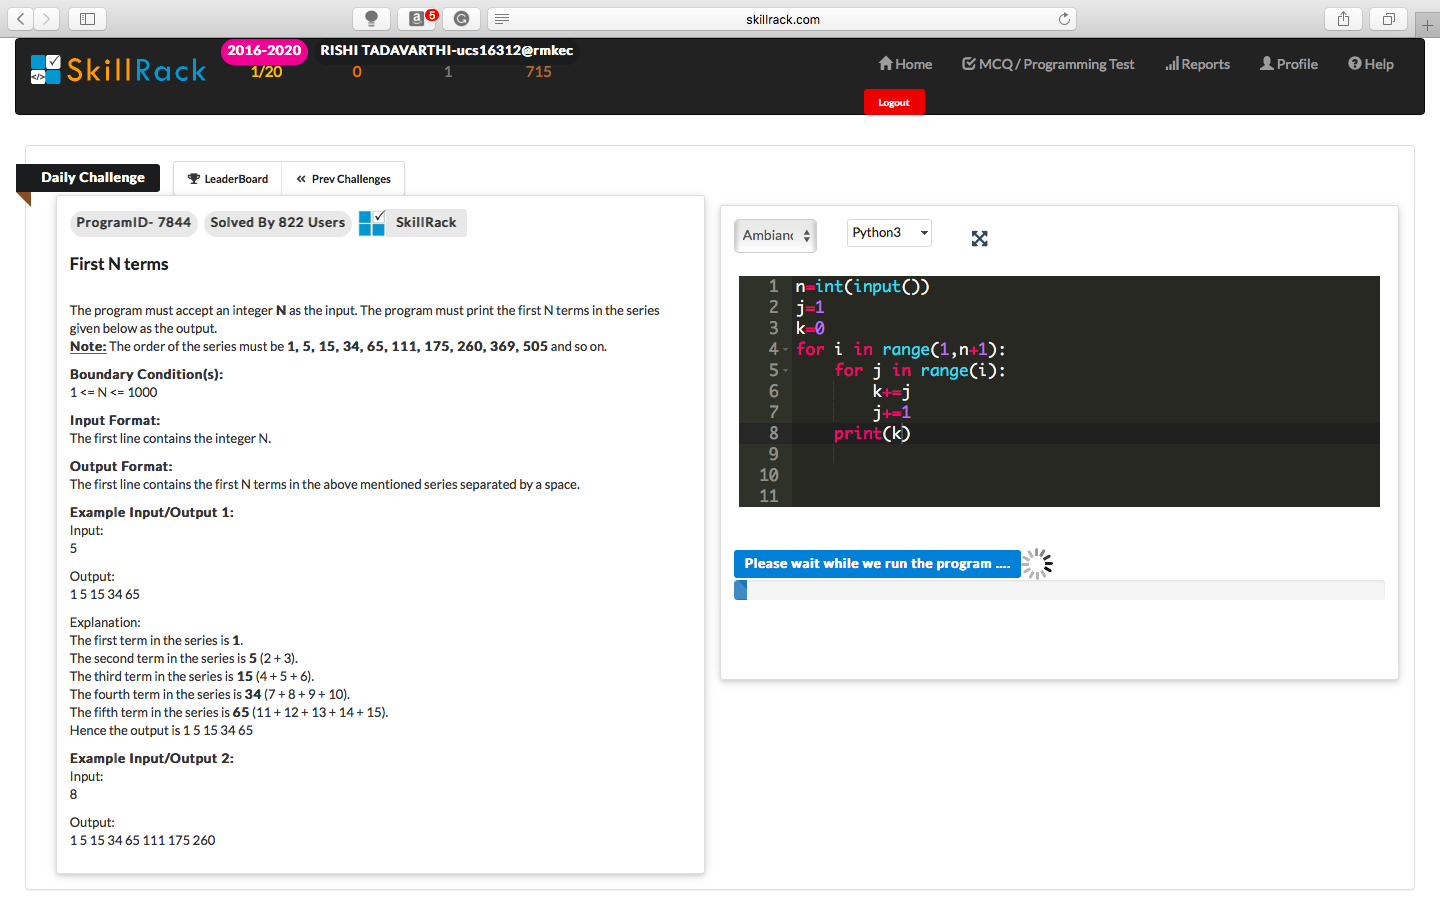 5
skillrack.com
SkillRack
2016-2020 RISHI TADAVARTHI-ucs16312@rmkec
1/20 0 1 715
Home MCQ / Programming Test Reports Profile Help
Logout
Daily Challenge LeaderBoard Prev Challenges
ProgramID- 7844 Solved By 822 Users SkillRack
First N terms
The program must accept an integer N as the input. The program must print the first N terms in the series
given below as the output.
Note: The order of the series must be 1, 5, 15, 34, 65, 111, 175, 260, 369, 505 and so on.
Boundary Condition(s):
1 <= N <= 1000
Input Format:
The first line contains the integer N.
Output Format:
The first line contains the first N terms in the above mentioned series separated by a space.
Example Input/Output 1:
Input:
5
Output:
1 5 15 34 65
Explanation:
The first term in the series is 1.
The second term in the series is 5 (2 + 3).
The third term in the series is 15 (4 + 5 + 6).
The fourth term in the series is 34 (7 + 8 + 9 + 10).
The fifth term in the series is 65 (11 + 12 + 13 + 14 + 15).
Hence the output is 1 5 15 34 65
Example Input/Output 2:
Input:
8
Output:
1 5 15 34 65 111 175 260
Ambianc Python3
1 n=int(input())
2 j=1
3 k=0
4 for i in range(1,n+1):
5     for j in range(i):
6         k+=j
7         j+=1
8     print(k)
9
10
11
Please wait while we run the program ....